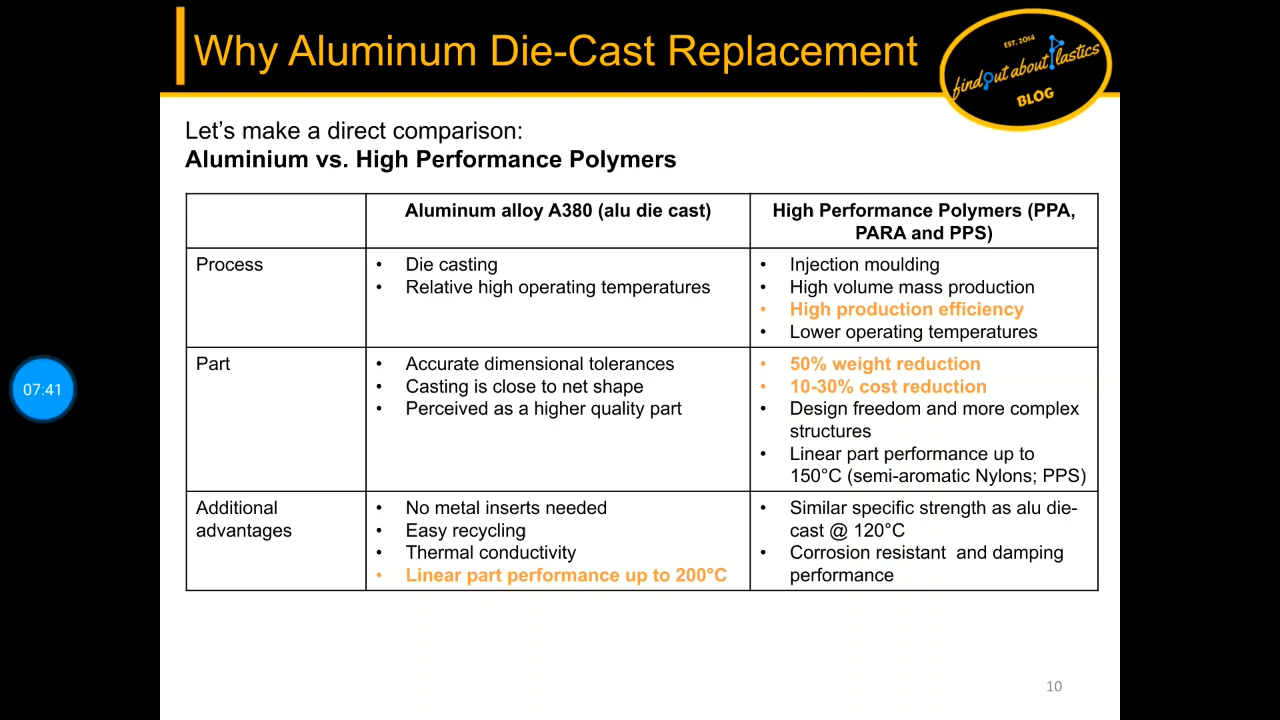 Why Aluminum Die-Cast Replacement
EST. 2014
findout aboutplastics
BLOG
Let’s make a direct comparison:
Aluminium vs. High Performance Polymers
Aluminum alloy A380 (alu die cast)
High Performance Polymers (PPA,
PARA and PPS)
Process
• Die casting
• Relative high operating temperatures
• Injection moulding
• High volume mass production
• High production efficiency
• Lower operating temperatures
Part
• Accurate dimensional tolerances
• Casting is close to net shape
• Perceived as a higher quality part
• 50% weight reduction
• 10-30% cost reduction
• Design freedom and more complex
structures
• Linear part performance up to
150°C (semi-aromatic Nylons; PPS)
Additional
advantages
• No metal inserts needed
• Easy recycling
• Thermal conductivity
• Linear part performance up to 200°C
• Similar specific strength as alu die-
cast @ 120°C
• Corrosion resistant  and damping
performance
07:41
10